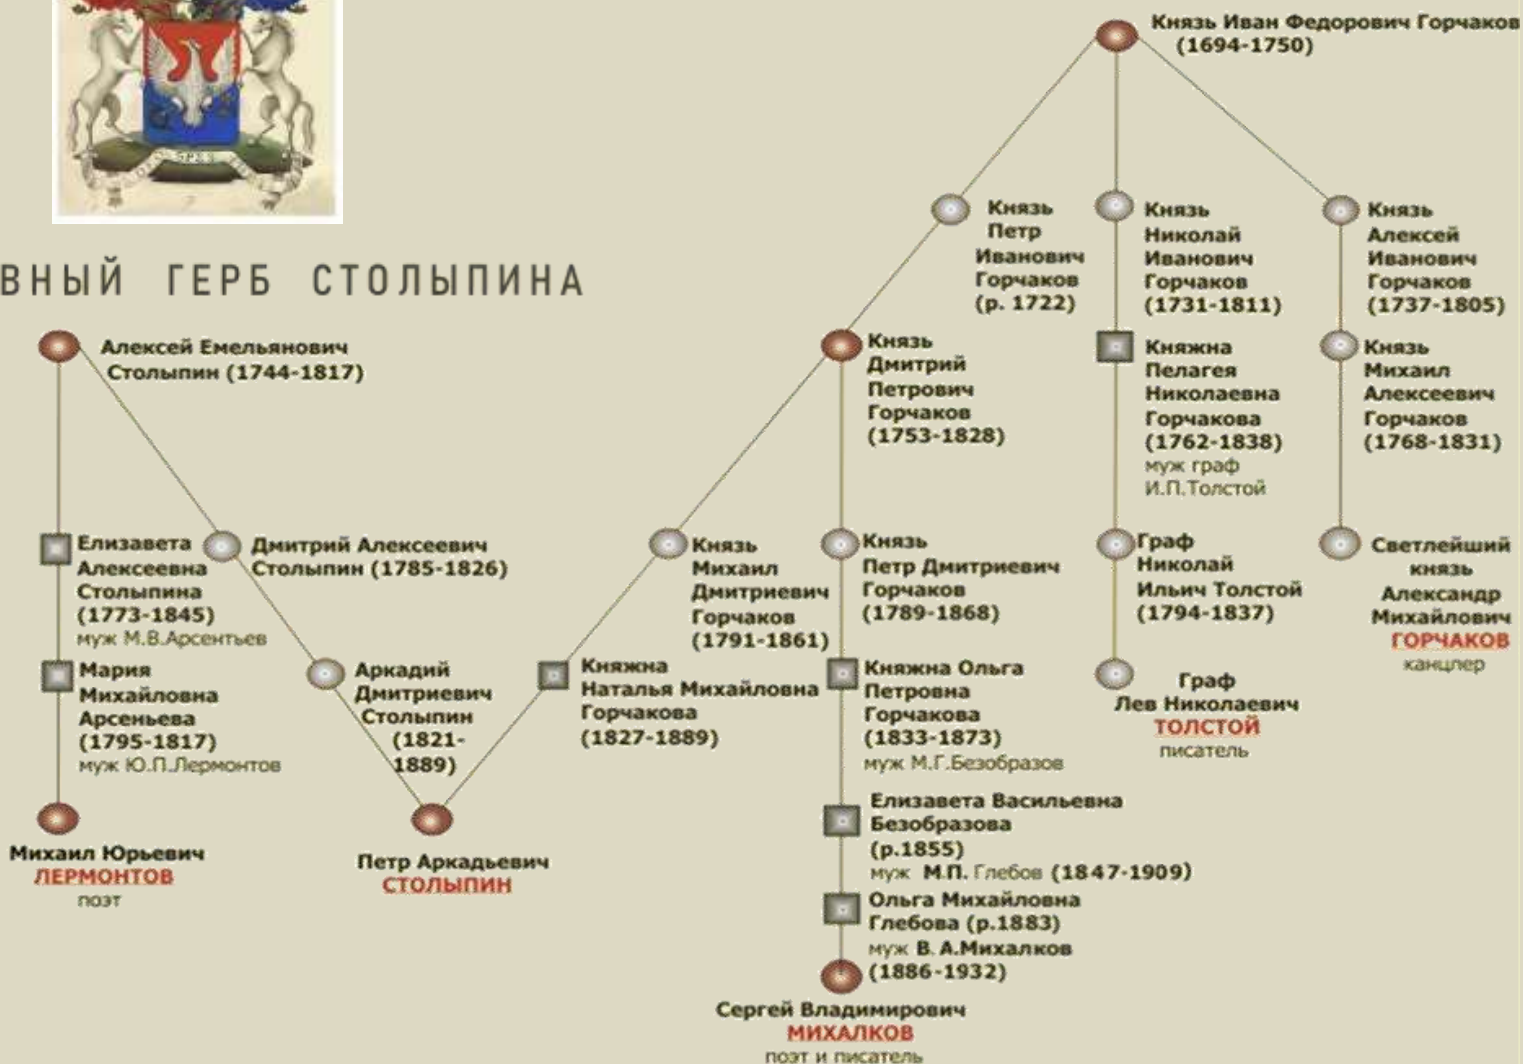 SPES
ВНЫЙ ГЕРБ СТОЛЫПИНА
Князь Иван Федорович Горчаков
(1694-1750)
Князь
Петр
Иванович
Горчаков
(р. 1722)
Князь
Николай
Иванович
Горчаков
(1731-1811)
Князь
Алексей
Иванович
Горчаков
(1737-1805)
Алексей Емельянович
Столыпин (1744-1817)
Князь
Дмитрий
Петрович
Горчаков
(1753-1828)
Княжна
Пелагея
Николаевна
Горчакова
(1762-1838)
муж граф
И.П.Толстой
Князь
Михаил
Алексеевич
Горчаков
(1768-1831)
Елизавета
Алексеевна
Столыпина
(1773-1845)
муж М.В.Арсентьев
Дмитрий Алексеевич
Столыпин (1785-1826)
Князь
Михаил
Дмитриевич
Горчаков
(1791-1861)
Князь
Петр Дмитриевич
Горчаков
(1789-1868)
Граф
Николай
Ильич Толстой
(1794-1837)
Светлейший
князь
Александр
Михайлович
ГОРЧАКОВ
канцлер
Мария
Михайловна
Арсеньева
(1795-1817)
муж Ю.П.Лермонтов
Аркадий
Дмитриевич
Столыпин
(1821-
1889)
Княжна
Наталья Михайловна
Горчакова
(1827-1889)
Княжна Ольга
Петровна
Горчакова
(1833-1873)
муж М.Г.Безобразов
Граф
Лев Николаевич
ТОЛСТОЙ
писатель
Михаил Юрьевич
ЛЕРМОНТОВ
поэт
Петр Аркадьевич
СТОЛЫПИН
Елизавета Васильевна
Безобразова
(р.1855)
муж М.П. Глебов (1847-1909)
Ольга Михайловна
Глебова (р.1883)
муж В.А.Михалков
(1886-1932)
Сергей Владимирович
МИХАЛКОВ
поэт и писатель